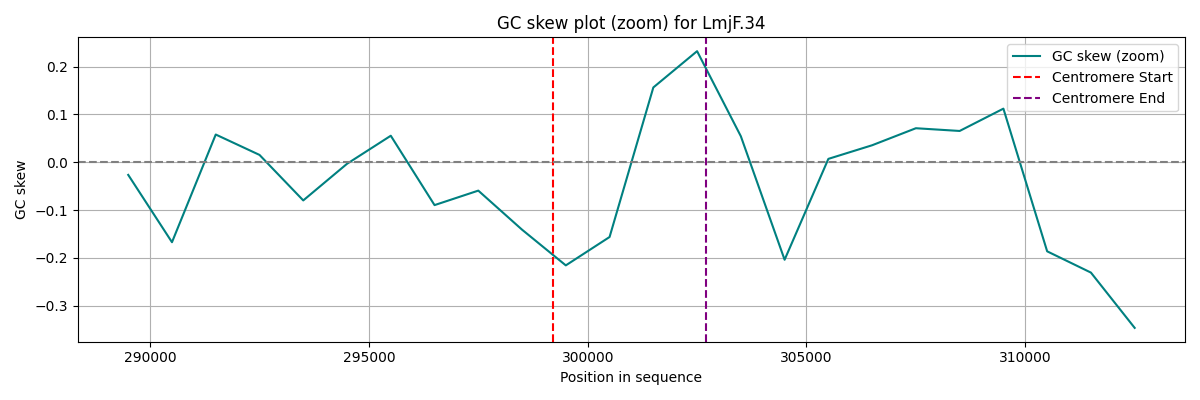 GC skew plot (zoom) for LmjF.34
GC skew (zoom)
Centromere Start
Centromere End
GC skew
0.2
0.1
0.0
−0.1
−0.2
−0.3
290000
295000
300000
305000
310000
Position in sequence